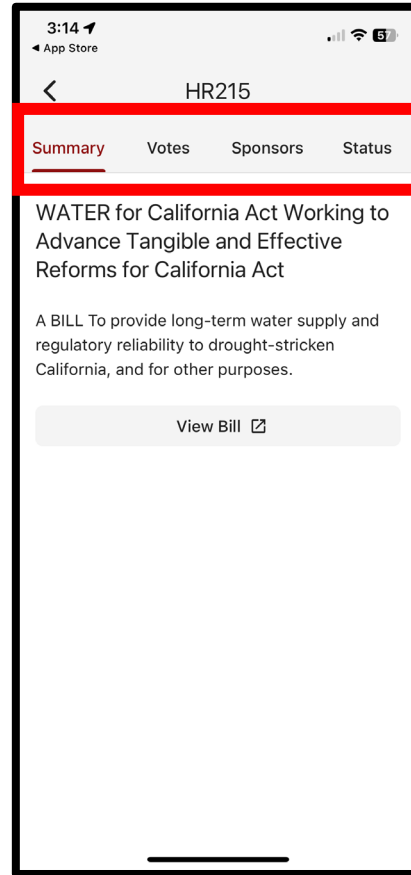 3:14
57
◀ App Store
HR215
Summary Votes Sponsors Status
WATER for California Act Working to
Advance Tangible and Effective
Reforms for California Act
A BILL To provide long-term water supply and
regulatory reliability to drought-stricken
California, and for other purposes.
View Bill